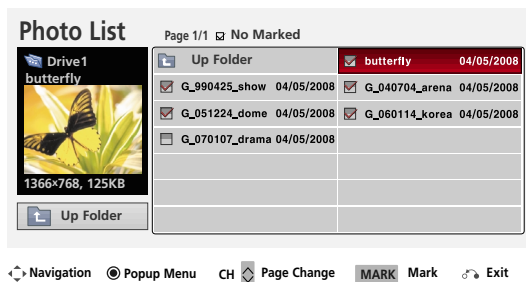 Photo List
Page 1/1 No Marked
Drive1
butterfly
1366×768, 125KB
Up Folder
Up Folder
butterfly 04/05/2008
G_990425_show 04/05/2008
G_040704_arena 04/05/2008
G_051224_dome 04/05/2008
G_060114_korea 04/05/2008
G_070107_drama 04/05/2008
Navigation Popup Menu CH Page Change MARK Mark Exit